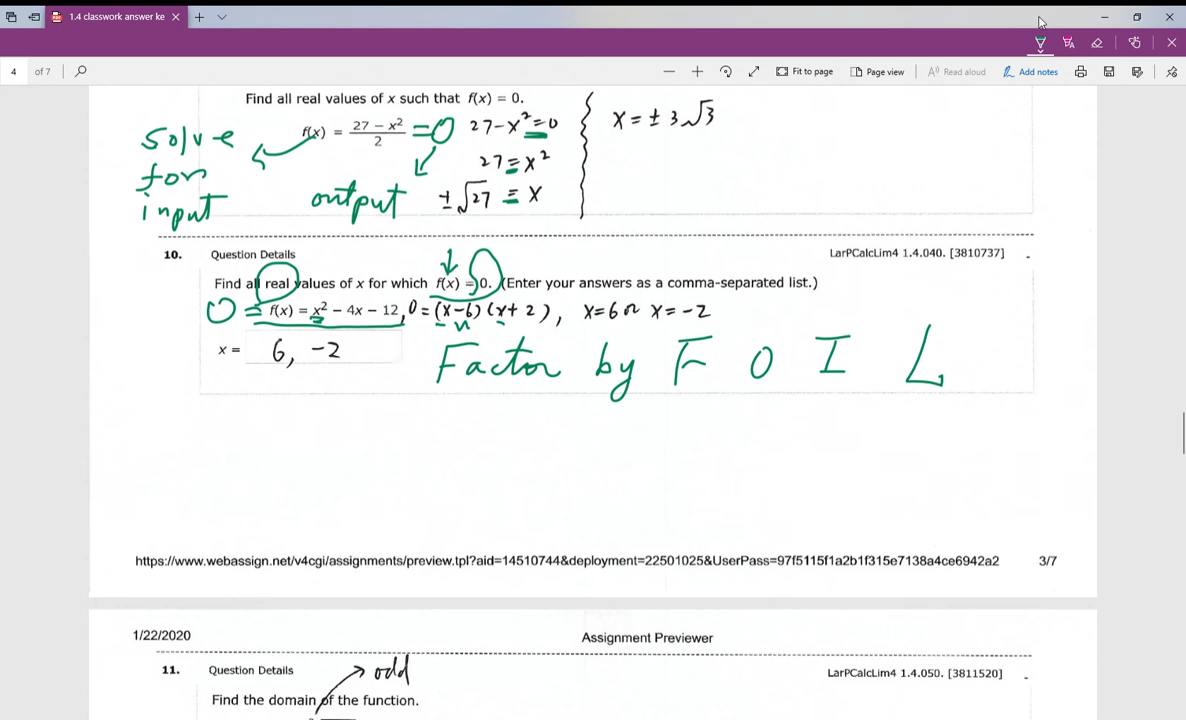 1.4 classwork answer ke
4 of 7 Fit to page Page view Read aloud Add notes
Find all real values of x such that f(x) = 0.
f(x) = (27 − x²)/2 = 0
27 − x² = 0
27 = x²
± √27 = x
x = ± 3√3
solve
for
input
output
10. Question Details LarPCalcLim4 1.4.040. [3810737]
Find all real values of x for which f(x) = 0. (Enter your answers as a comma-separated list.)
0 = f(x) = x² − 4x − 12, 0 = (x−6)(x+2), x=6 or x=−2
x = 6, −2
Factor by F O I L
https://www.webassign.net/v4cgi/assignments/preview.tpl?aid=14510744&deployment=22501025&UserPass=97f5115f1a2b1f315e7138a4ce6942a2 3/7
1/22/2020 Assignment Previewer
11. Question Details → odd LarPCalcLim4 1.4.050. [3811520]
Find the domain of the function.